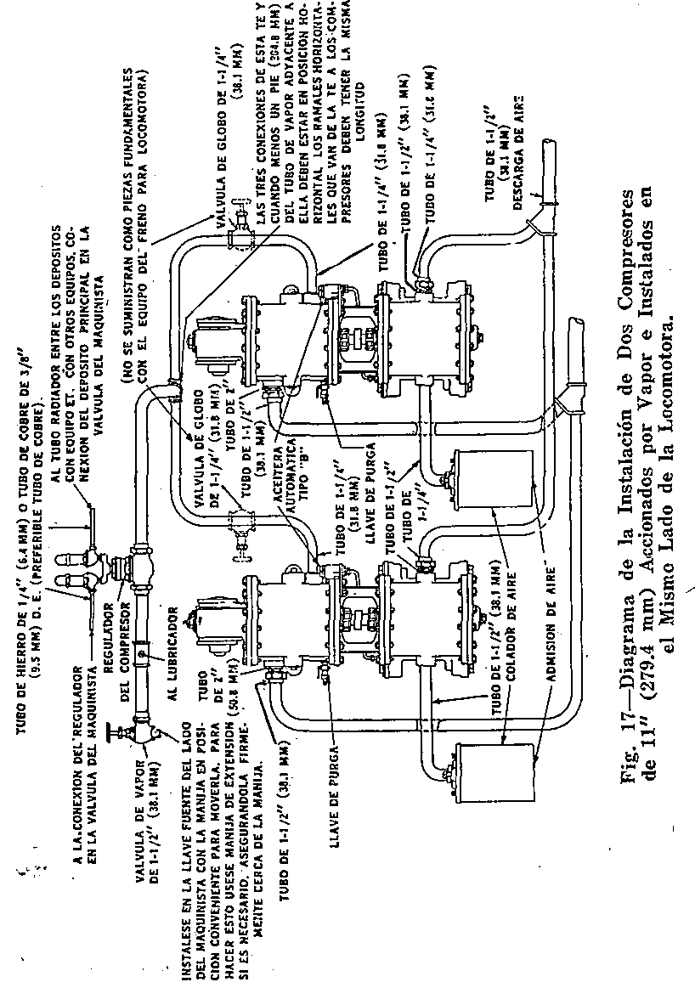 TUBO DE HIERRO DE 1/4" (6.4 MM) O TUBO DE COBRE DE 3/8"
(9.5 MM) D. E. (PREFERIBLE TUBO DE COBRE).
A LA CONEXION DEL REGULADOR
EN LA VALVULA DEL MAQUINISTA
AL TUBO RADIADOR ENTRE LOS DEPOSITOS
CON EQUIPO ET. CON OTROS EQUIPOS, CO-
NEXION DEL DEPOSITO PRINCIPAL EN LA
VALVULA DEL MAQUINISTA
REGULADOR
DEL COMPRESOR
(NO SE SUMINISTRAN COMO PIEZAS FUNDAMENTALES
CON EL EQUIPO DEL FRENO PARA LOCOMOTORA)
VALVULA DE VAPOR
DE 1-1/2" (38.1 MM)
AL LUBRICADOR
INSTALESE EN LA LLAVE FUENTE DEL LADO
DEL MAQUINISTA CON LA MANIJA EN POSI-
CION CONVENIENTE PARA MOVERLA. PARA
HACER ESTO USESE MANIJA DE EXTENSION
SI ES NECESARIO, ASEGURANDOLA FIRME-
MENTE CERCA DE LA MANIJA.
TUBO
DE 2"
(50.8 MM)
VALVULA DE GLOBO
DE 1-1/4" (31.8 MM)
TUBO DE 2"
TUBO DE 1-1/2"
(38.1 MM)
VALVULA DE GLOBO DE 1-1/4"
(38.1 MM)
LAS TRES CONEXIONES DE ESTA TE Y
CUANDO MENOS UN PIE (304.8 MM)
DEL TUBO DE VAPOR ADYACENTE A
ELLA DEBEN ESTAR EN POSICION HO-
RIZONTAL LOS RAMALES HORIZONTA-
LES QUE VAN DE LA TE A LOS COM-
PRESORES DEBEN TENER LA MISMA
LONGITUD
ACEITERA
AUTOMATICA
TIPO "B"
TUBO DE 1-1/2" (38.1 MM)
LLAVE DE PURGA
TUBO DE 1-1/4"
(31.8 MM)
LLAVE DE PURGA
TUBO DE 1-1/2"
TUBO DE
1-1/4"
TUBO DE 1-1/4" (31.8 MM)
TUBO DE 1-1/2" (38.1 MM)
TUBO DE 1-1/4" (31.8 MM)
TUBO DE 1-1/2"
(38.1 MM)
DESCARGA DE AIRE
TUBO DE 1-1/2" (38.1 MM)
COLADOR DE AIRE
ADMISION DE AIRE
Fig. 17—Diagrama de la Instalación de Dos Compresores
de 11" (279.4 mm) Accionados por Vapor e Instalados en
el Mismo Lado de la Locomotora.